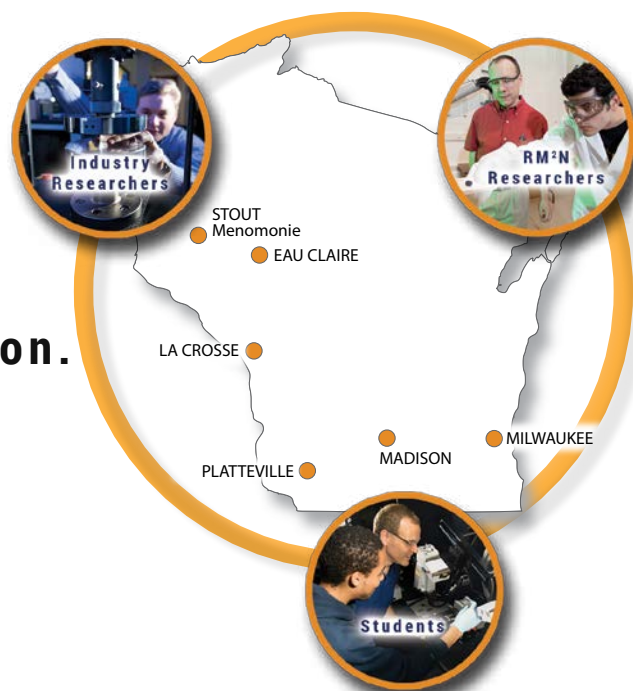 Industry
Researchers
RM²N
Researchers
STOUT
Menomonie
EAU CLAIRE
on.
LA CROSSE
MILWAUKEE
MADISON
PLATTEVILLE
Students